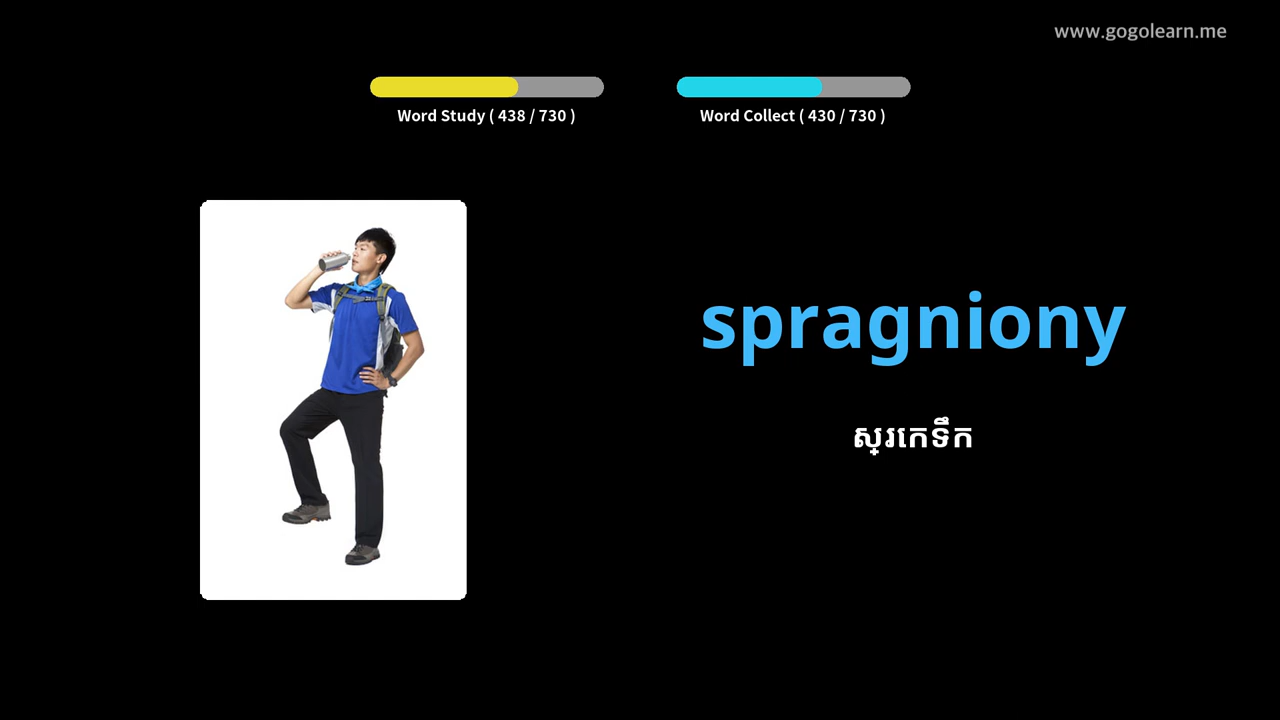 www.gogolearn.me
Word Study ( 438 / 730 )
Word Collect ( 430 / 730 )
spragniony
ស្រេកទឹក